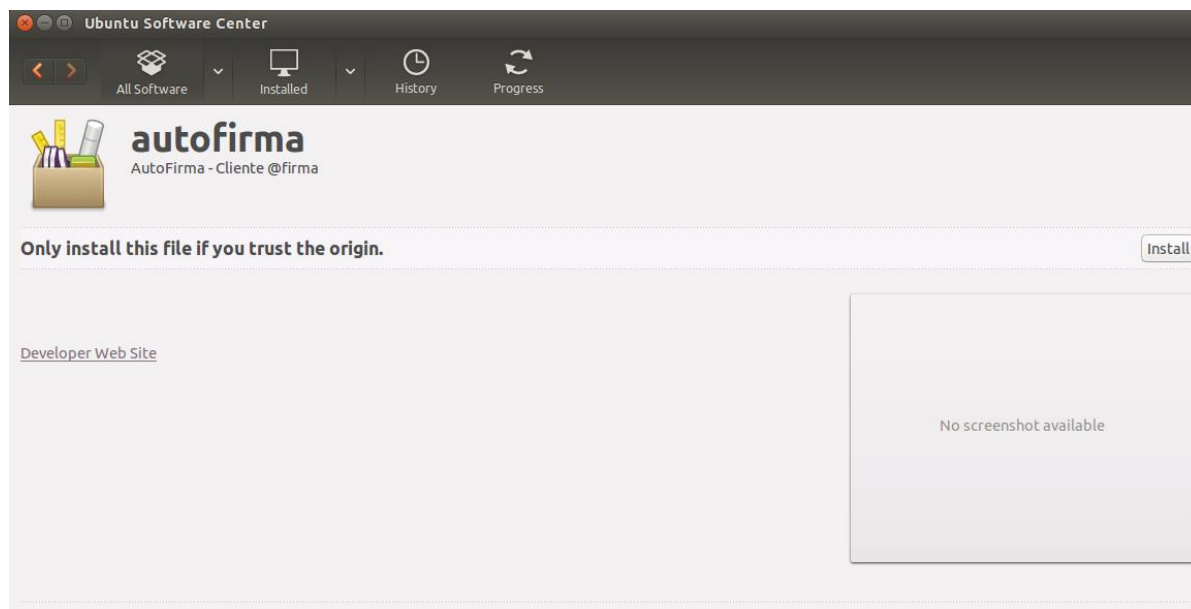 Ubuntu Software Center
All Software
Installed
History
Progress
autofirma
AutoFirma - Cliente @firma
Only install this file if you trust the origin.
Install
Developer Web Site
No screenshot available